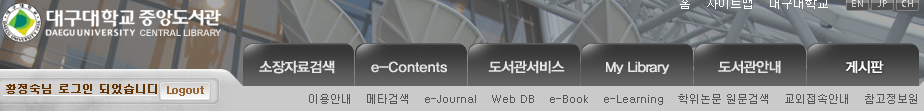 홈 사이트맵 대구대학교 EN JP CH
대구대학교 중앙도서관
DAEGU UNIVERSITY CENTRAL LIBRARY
소장자료검색 e-Contents 도서관서비스 My Library 도서관안내 게시판
황정숙님 로그인 되었습니다 Logout
이용안내 메타검색 e-Journal Web DB e-Book e-Learning 학위논문 원문검색 교외접속안내 참고정보원